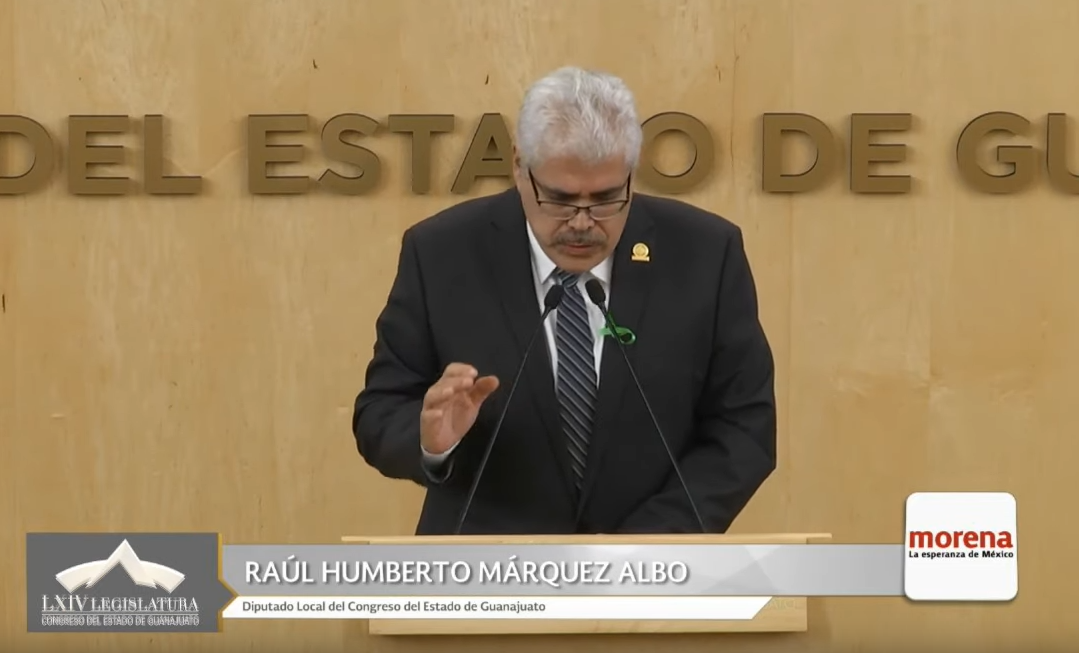 DEL ESTADO DE GU
morena
La esperanza de México
RAÚL HUMBERTO MÁRQUEZ ALBO
Diputado Local del Congreso del Estado de Guanajuato
LXIV LEGISLATURA
CONGRESO DEL ESTADO DE GUANAJUATO